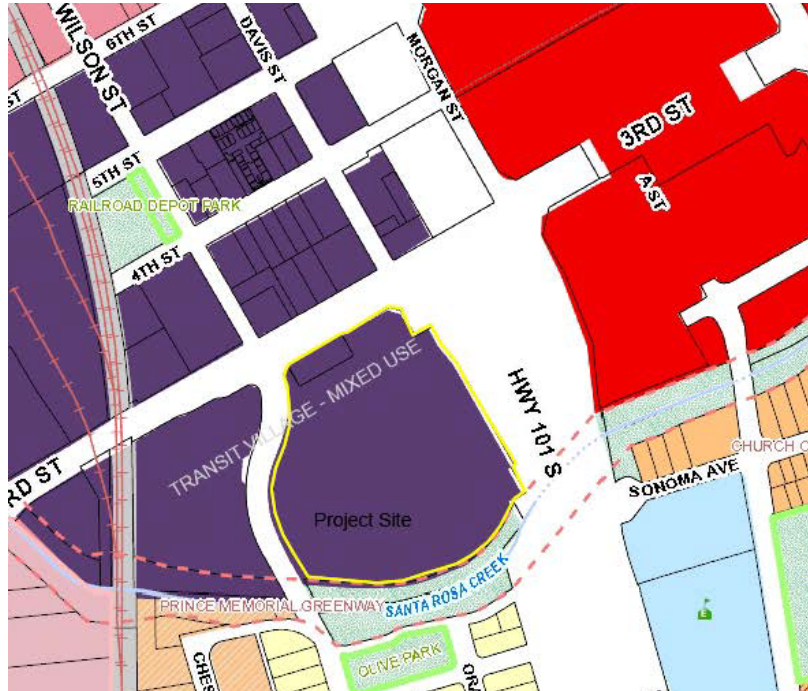 6TH ST
WILSON ST
DAVIS ST
MORGAN ST
ST
3RD ST
5TH ST
A ST
RAILROAD DEPOT PARK
4TH ST
TRANSIT VILLAGE - MIXED USE
HWY 101 S
RD ST
CHURCH C
SONOMA AVE
Project Site
SANTA ROSA CREEK
PRINCE MEMORIAL GREENWAY
OLIVE PARK
CHES
ORA